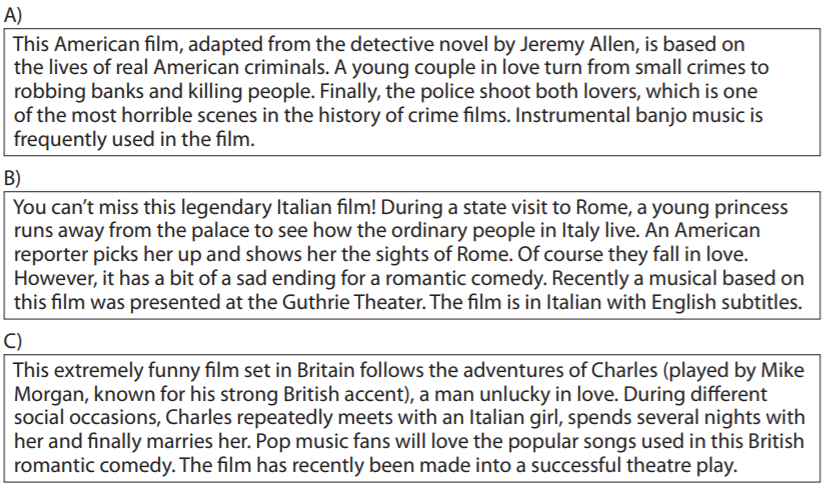 A)
This American film, adapted from the detective novel by Jeremy Allen, is based on
the lives of real American criminals. A young couple in love turn from small crimes to
robbing banks and killing people. Finally, the police shoot both lovers, which is one
of the most horrible scenes in the history of crime films. Instrumental banjo music is
frequently used in the film.
B)
You can’t miss this legendary Italian film! During a state visit to Rome, a young princess
runs away from the palace to see how the ordinary people in Italy live. An American
reporter picks her up and shows her the sights of Rome. Of course they fall in love.
However, it has a bit of a sad ending for a romantic comedy. Recently a musical based on
this film was presented at the Guthrie Theater. The film is in Italian with English subtitles.
C)
This extremely funny film set in Britain follows the adventures of Charles (played by Mike
Morgan, known for his strong British accent), a man unlucky in love. During different
social occasions, Charles repeatedly meets with an Italian girl, spends several nights with
her and finally marries her. Pop music fans will love the popular songs used in this British
romantic comedy. The film has recently been made into a successful theatre play.